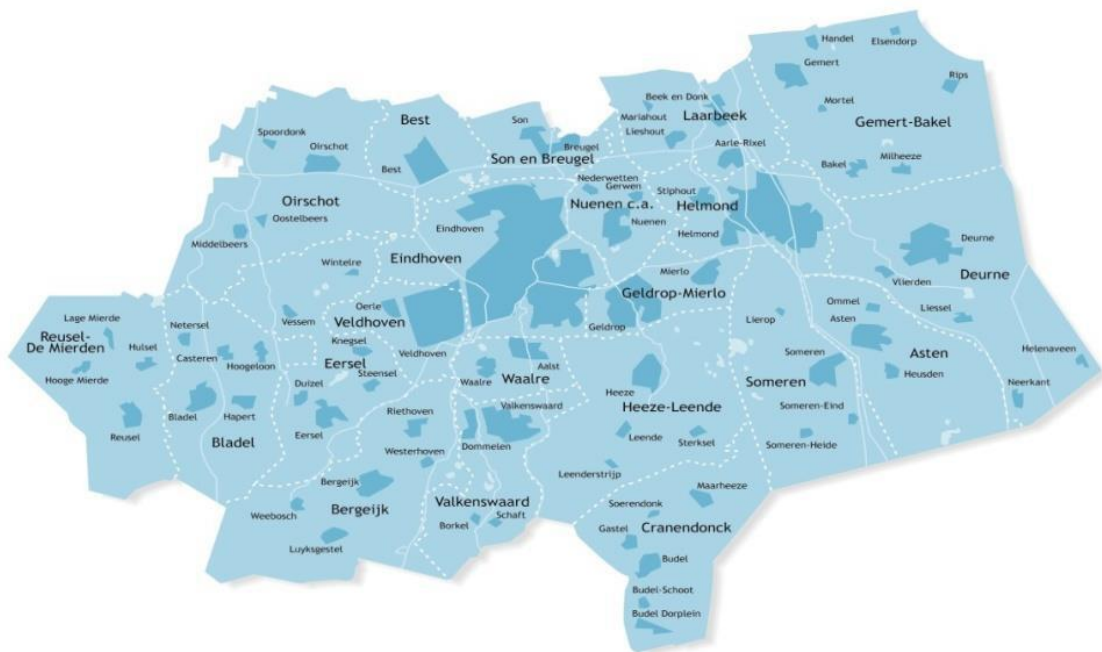 Handel
Elsendorp
Gemert
Rips
Beek en Donk
Mortel
Mariahout
Laarbeek
Gemert-Bakel
Lieshout
Best
Son
Spoordonk
Breugel
Aarle-Rixel
Oirschot
Son en Breugel
Milheeze
Best
Bakel
Nederwetten
Gerwen
Stiphout
Oirschot
Nuenen c.a.
Helmond
Oostelbeers
Nuenen
Eindhoven
Helmond
Deurne
Middelbeers
Wintelre
Eindhoven
Mierlo
Vlierden
Deurne
Geldrop-Mierlo
Oerle
Ommel
Lage Mierde
Netersel
Vessem
Veldhoven
Lierop
Asten
Liessel
Reusel-
De Mierden
Hulsel
Geldrop
Knegsel
Casteren
Hoogeloon
Eersel
Veldhoven
Someren
Asten
Helenaveen
Hooge Mierde
Steensel
Waalre
Aalst
Waalre
Heusden
Duizel
Someren
Neerkant
Heeze
Bladel
Hapert
Riethoven
Valkenswaard
Heeze-Leende
Someren-Eind
Reusel
Eersel
Leende
Sterksel
Bladel
Dommelen
Someren-Heide
Westerhoven
Leenderstrijp
Bergeijk
Maarheeze
Valkenswaard
Weebosch
Bergeijk
Soerendonk
Schaft
Borkel
Gastel
Cranendonck
Luyksgestel
Budel
Budel-Schoot
Budel Dorplein